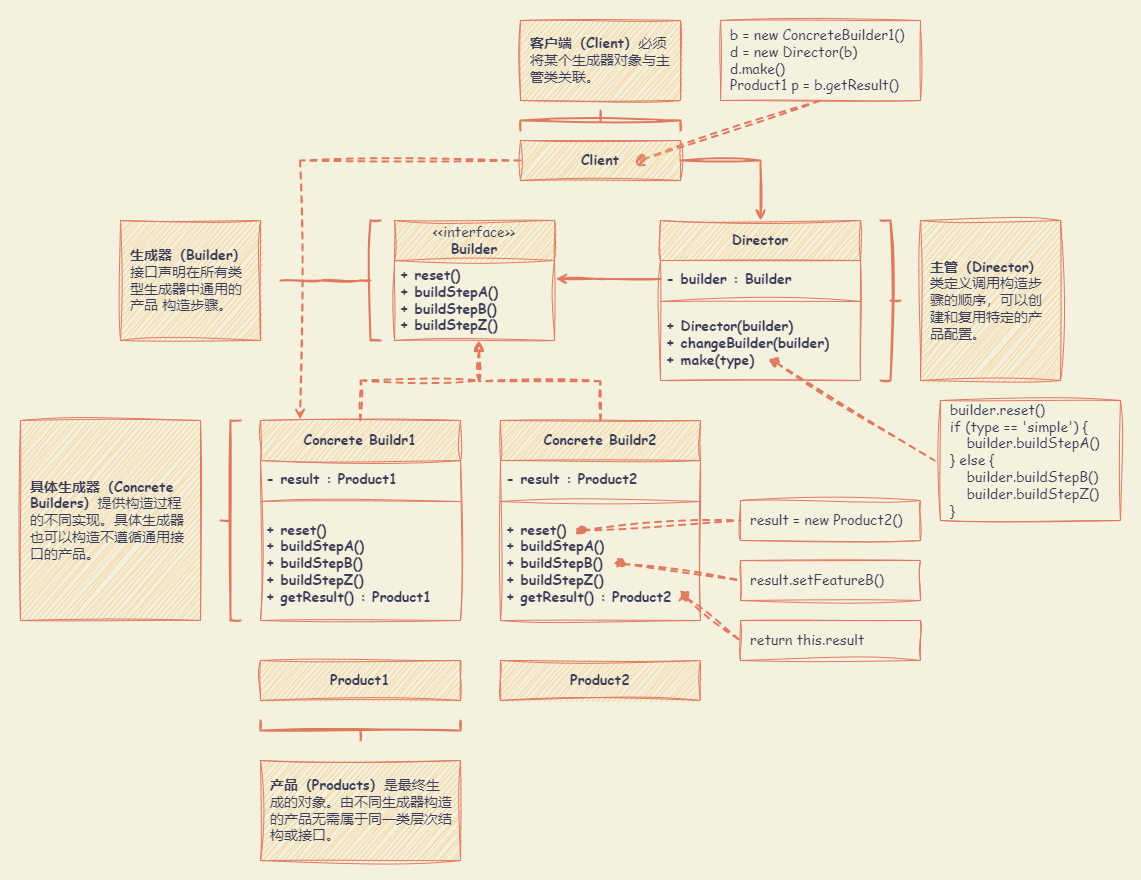 客户端（Client）必须
将某个生成器对象与主
管类关联。
b = new ConcreteBuilder1()
d = new Director(b)
d.make()
Product1 p = b.getResult()
Client
生成器（Builder）
接口声明在所有类
型生成器中通用的
产品 构造步骤。
<<interface>>
Builder
+ reset()
+ buildStepA()
+ buildStepB()
+ buildStepZ()
Director
- builder : Builder
+ Director(builder)
+ changeBuilder(builder)
+ make(type)
主管（Director）
类定义调用构造步
骤的顺序，可以创
建和复用特定的产
品配置。
builder.reset()
if (type == 'simple') {
builder.buildStepA()
} else {
builder.buildStepB()
builder.buildStepZ()
}
具体生成器（Concrete
Builders）提供构造过程
的不同实现。具体生成器
也可以构造不遵循通用接
口的产品。
Concrete Buildr1
- result : Product1
+ reset()
+ buildStepA()
+ buildStepB()
+ buildStepZ()
+ getResult() : Product1
Concrete Buildr2
- result : Product2
+ reset()
+ buildStepA()
+ buildStepB()
+ buildStepZ()
+ getResult() : Product2
result = new Product2()
result.setFeatureB()
return this.result
Product1
Product2
产品（Products）是最终生
成的对象。由不同生成器构造
的产品无需属于同一类层次结
构或接口。